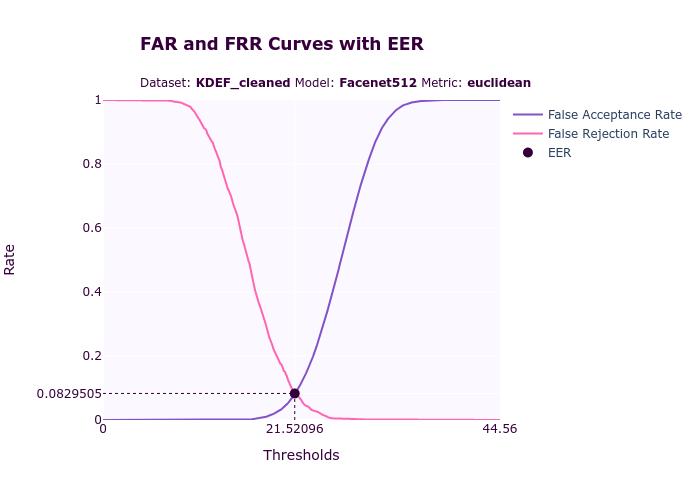 FAR and FRR Curves with EER
Dataset: KDEF_cleaned Model: Facenet512 Metric: euclidean
False Acceptance Rate
False Rejection Rate
EER
Rate
1
0.8
0.6
0.4
0.2
0.0829505
0
0
21.52096
44.56
Thresholds